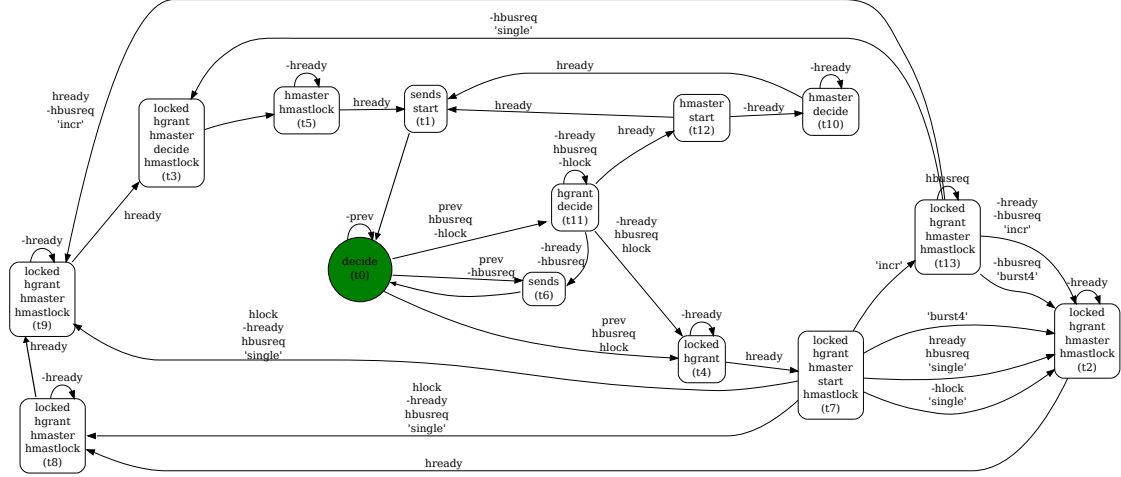 -hbusreq
'single'
-hready
hready
-hready
hmaster
hmastlock
(t5)
hready
sends
start
(t1)
hready
hmaster
start
(t12)
-hready
hmaster
decide
(t10)
hready
-hbusreq
'incr'
locked
hgrant
hmaster
decide
hmastlock
(t3)
-hready
hbusreq
-hlock
hready
hgrant
decide
(t11)
hbusreq
locked
hgrant
hmaster
hmastlock
(t13)
-hready
-hbusreq
'incr'
hready
-prev
prev
hbusreq
-hlock
-hready
hbusreq
hlock
decide
(t0)
prev
-hbusreq
-hready
-hbusreq
sends
(t6)
'incr'
-hbusreq
'burst4'
-hready
locked
hgrant
hmaster
hmastlock
(t9)
-hready
locked
hgrant
hmaster
hmastlock
(t2)
hlock
-hready
hbusreq
'single'
prev
hbusreq
hlock
-hready
locked
hgrant
(t4)
hready
locked
hgrant
hmaster
start
hmastlock
(t7)
'burst4'
hready
hbusreq
'single'
-hlock
'single'
hready
-hready
locked
hgrant
hmaster
hmastlock
(t8)
hlock
-hready
hbusreq
'single'
hready